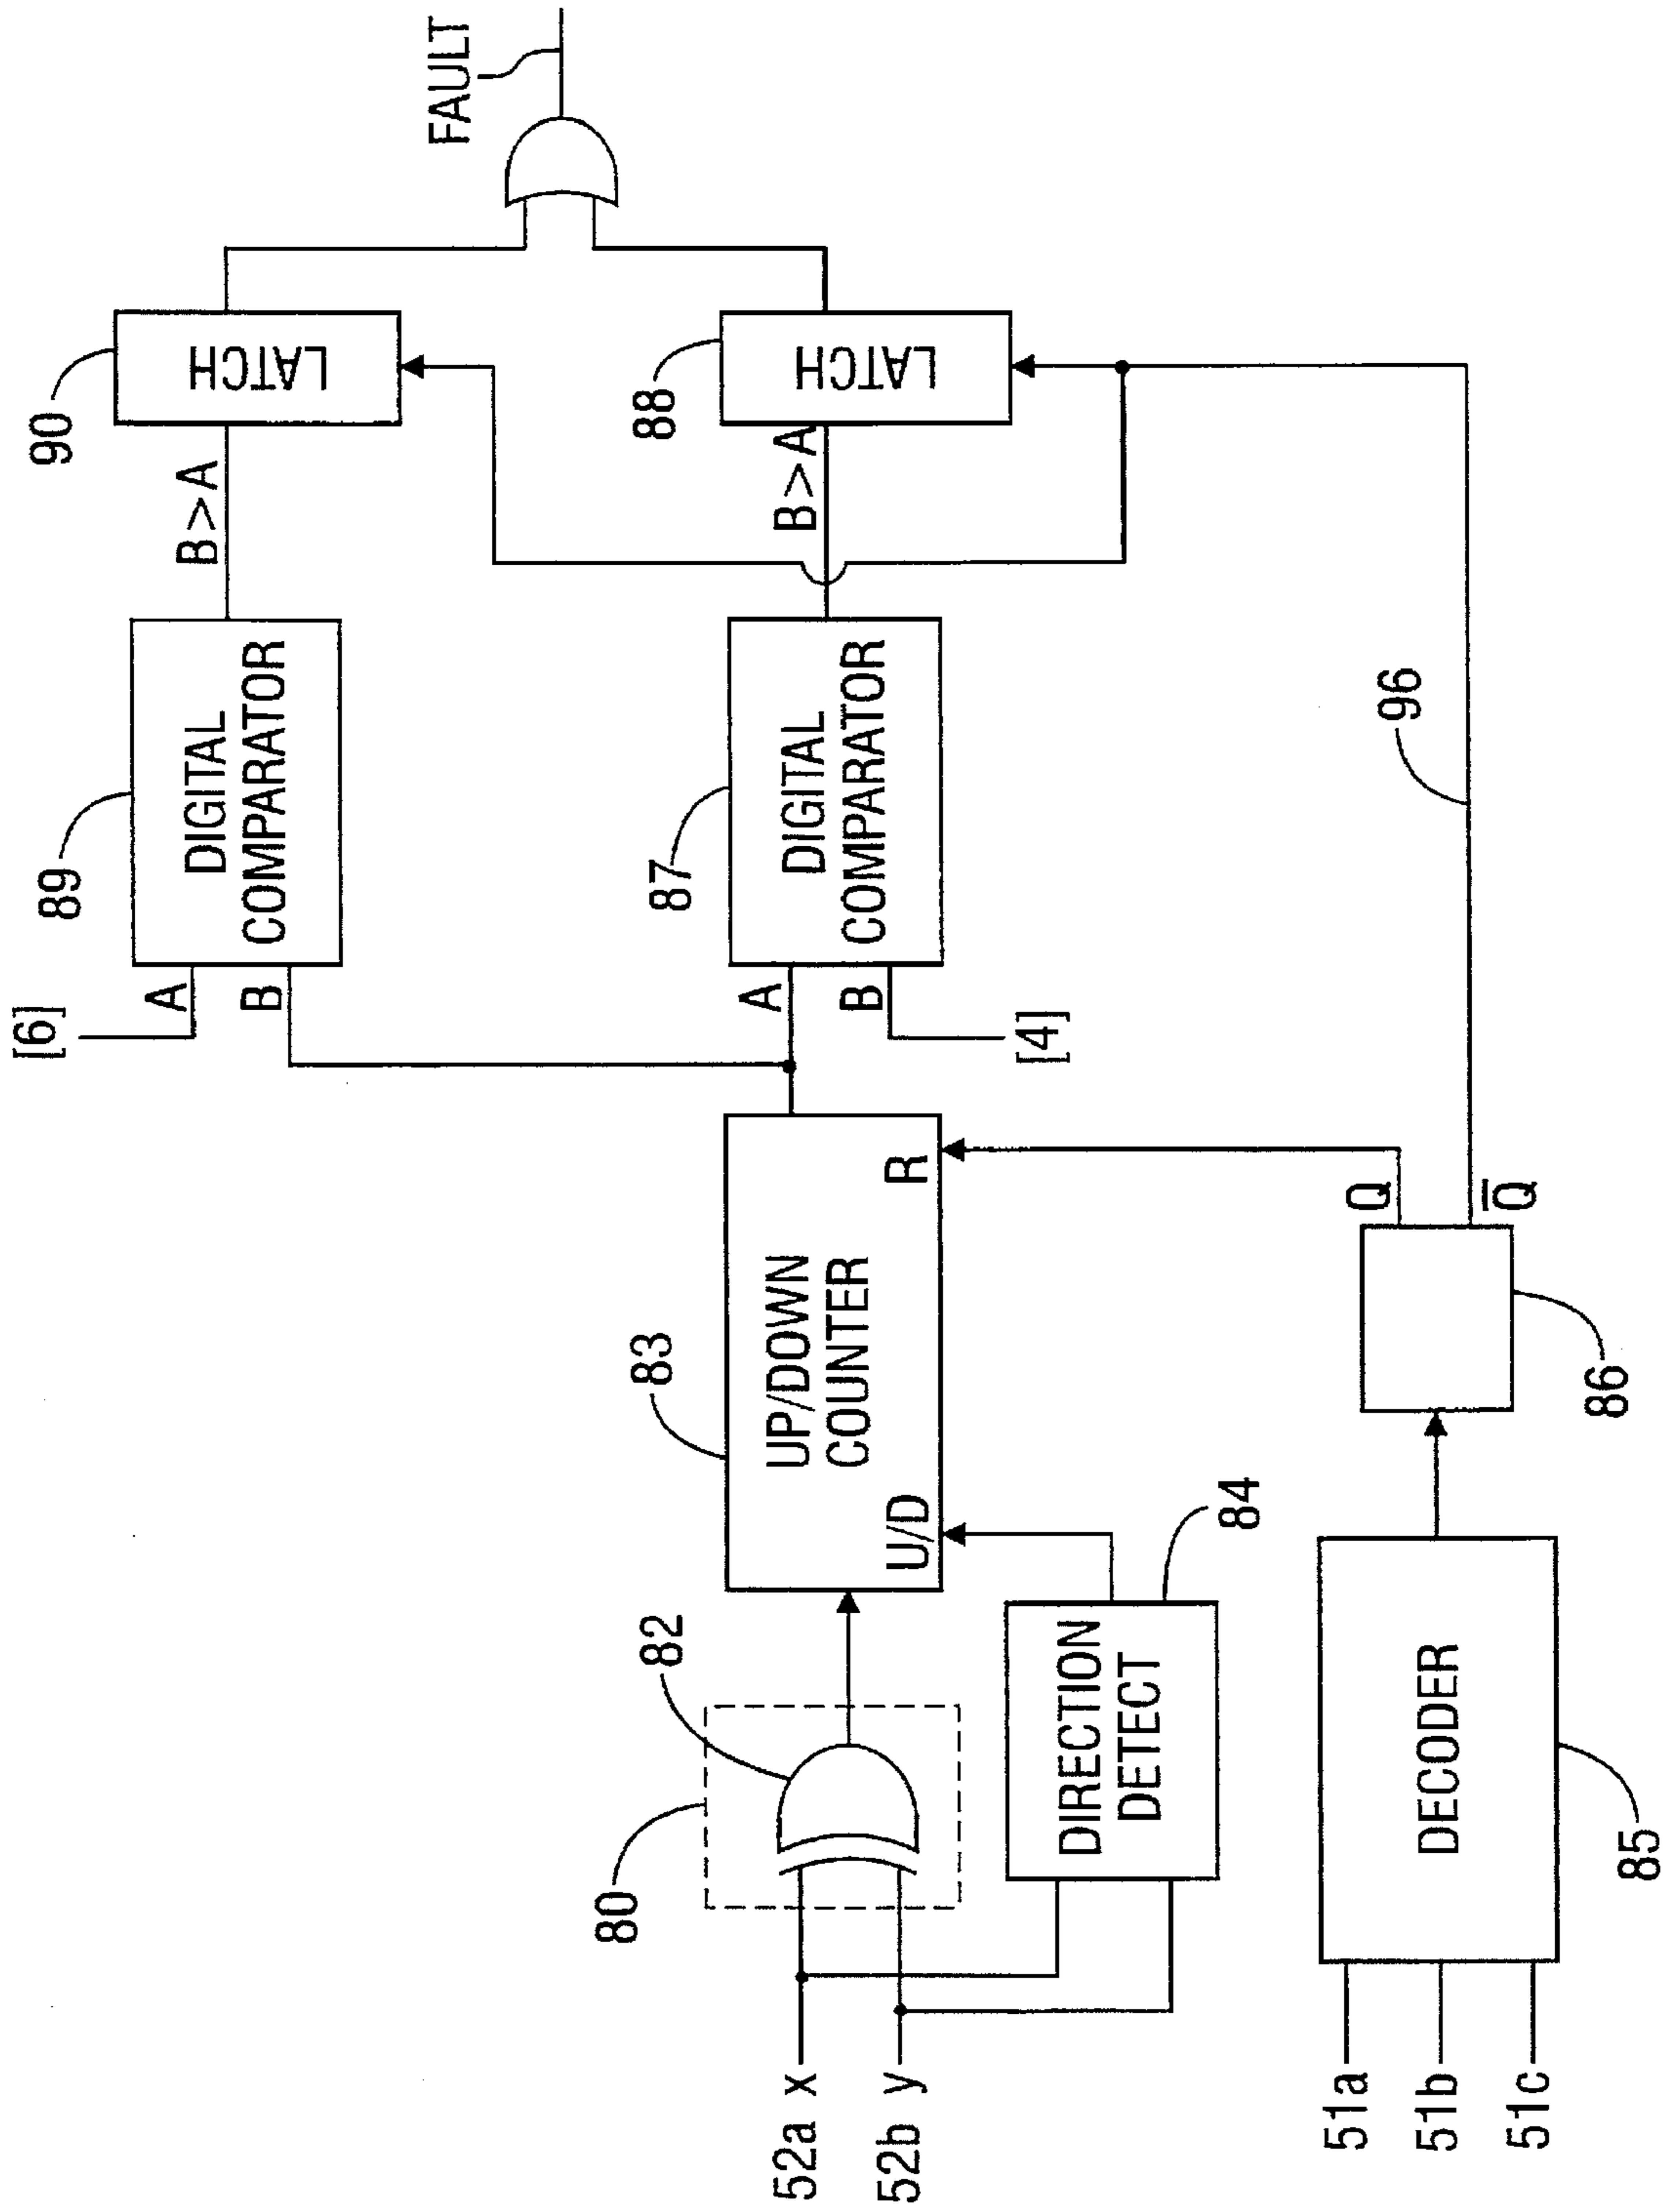 FAULT
90
LATCH
88
LATCH
B>A
B>A
89
DIGITAL
COMPARATOR
87
DIGITAL
COMPARATOR
96
[6]
A
B
A
B
[4]
83
UP/DOWN
COUNTER
R
U/D
Q
Q̅
86
82
80
DIRECTION
DETECT
84
DECODER
85
52a x
52b y
51a
51b
51c